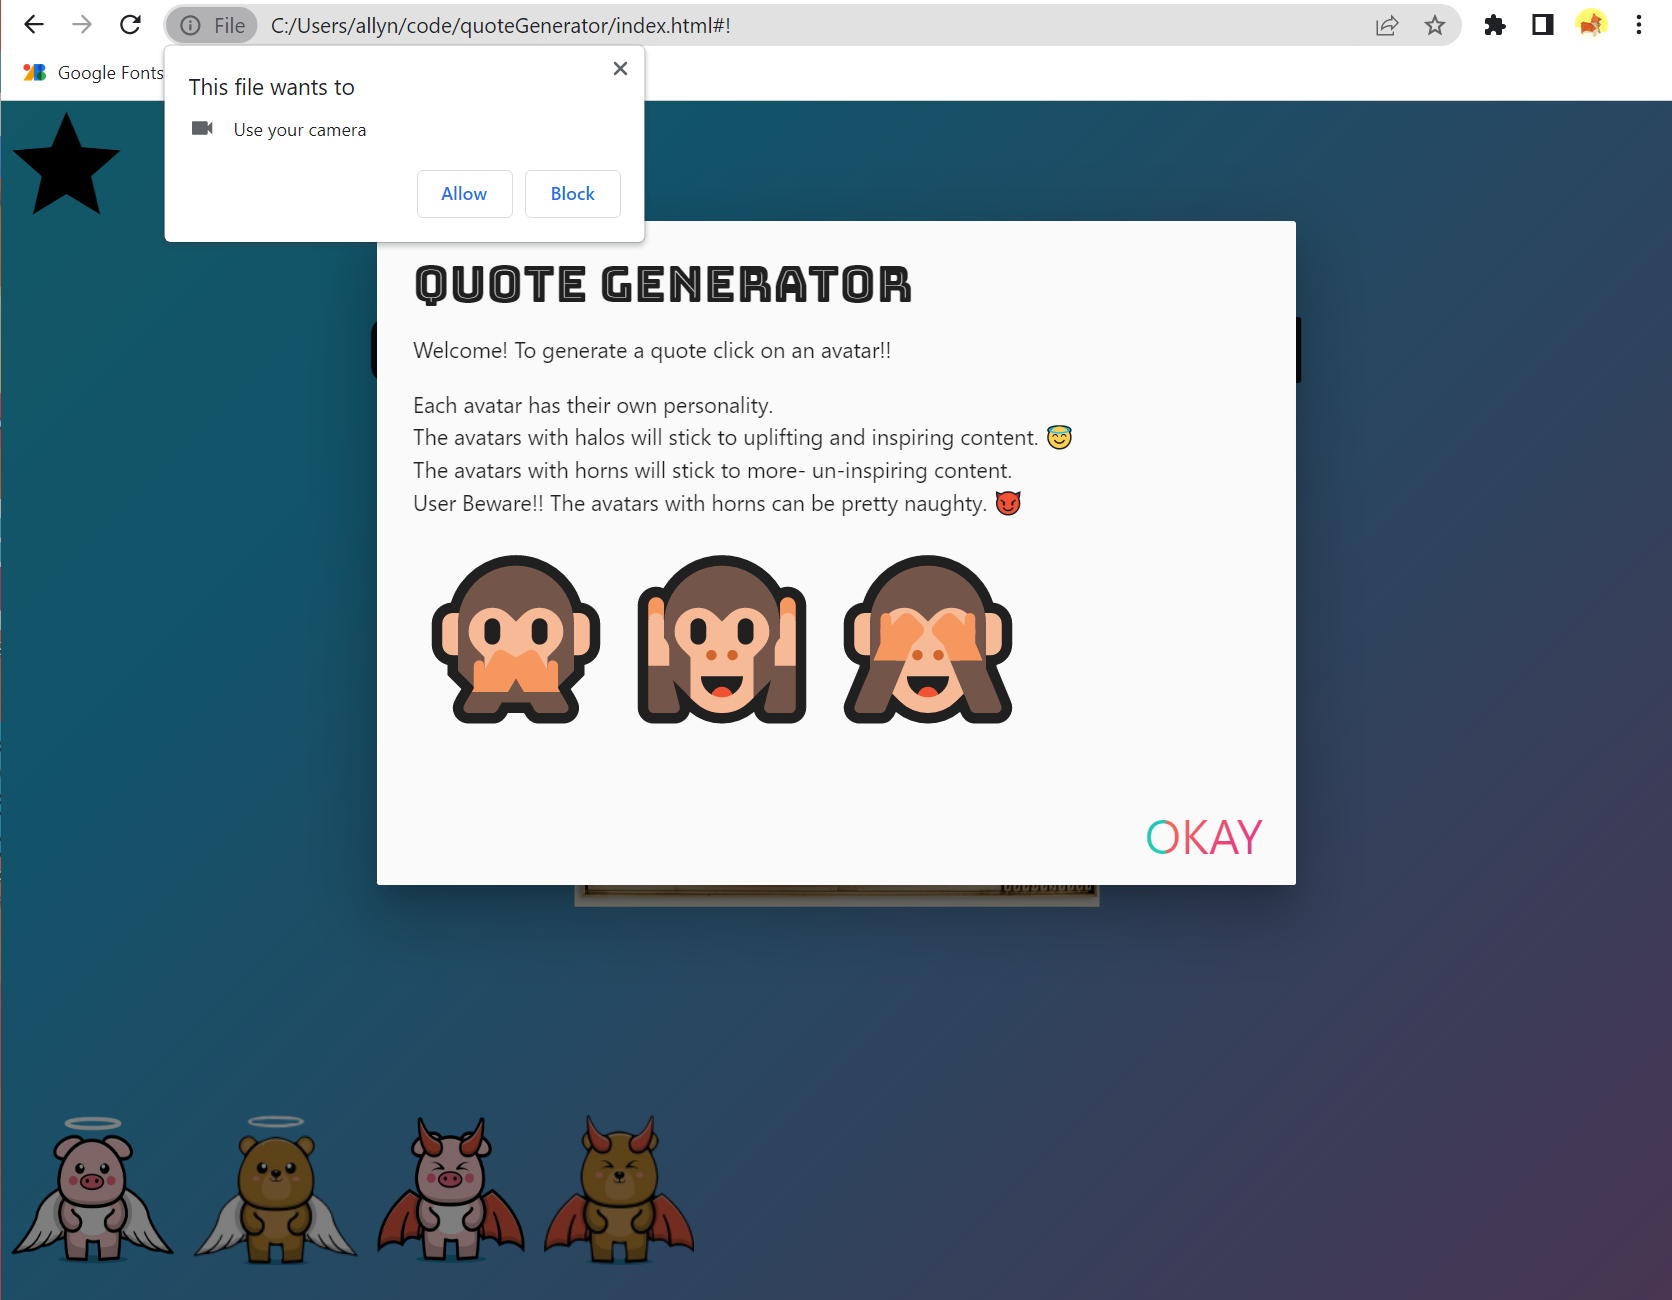 File C:/Users/allyn/code/quoteGenerator/index.html#!
Google Fonts
This file wants to
Use your camera
Allow Block
QUOTE GENERATOR
Welcome! To generate a quote click on an avatar!!
Each avatar has their own personality.
The avatars with halos will stick to uplifting and inspiring content. 😇
The avatars with horns will stick to more- un-inspiring content.
User Beware!! The avatars with horns can be pretty naughty. 😈
OKAY